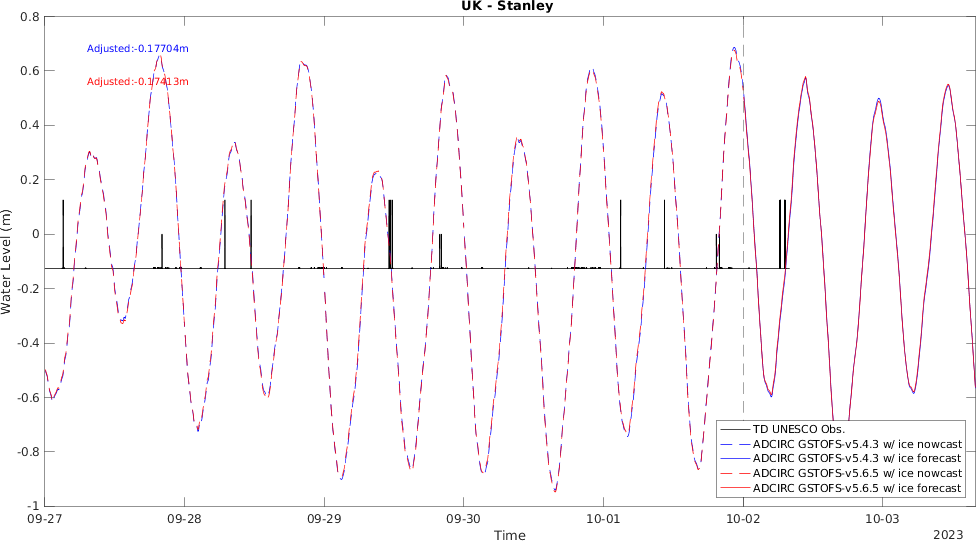 UK - Stanley
Adjusted:-0.17704m
Adjusted:-0.17413m
Water Level (m)
0.8
0.6
0.4
0.2
0
-0.2
-0.4
-0.6
-0.8
-1
TD UNESCO Obs.
ADCIRC GSTOFS-v5.4.3 w/ ice nowcast
ADCIRC GSTOFS-v5.4.3 w/ ice forecast
ADCIRC GSTOFS-v5.6.5 w/ ice nowcast
ADCIRC GSTOFS-v5.6.5 w/ ice forecast
09-27 09-28 09-29 09-30 10-01 10-02 10-03
Time
2023